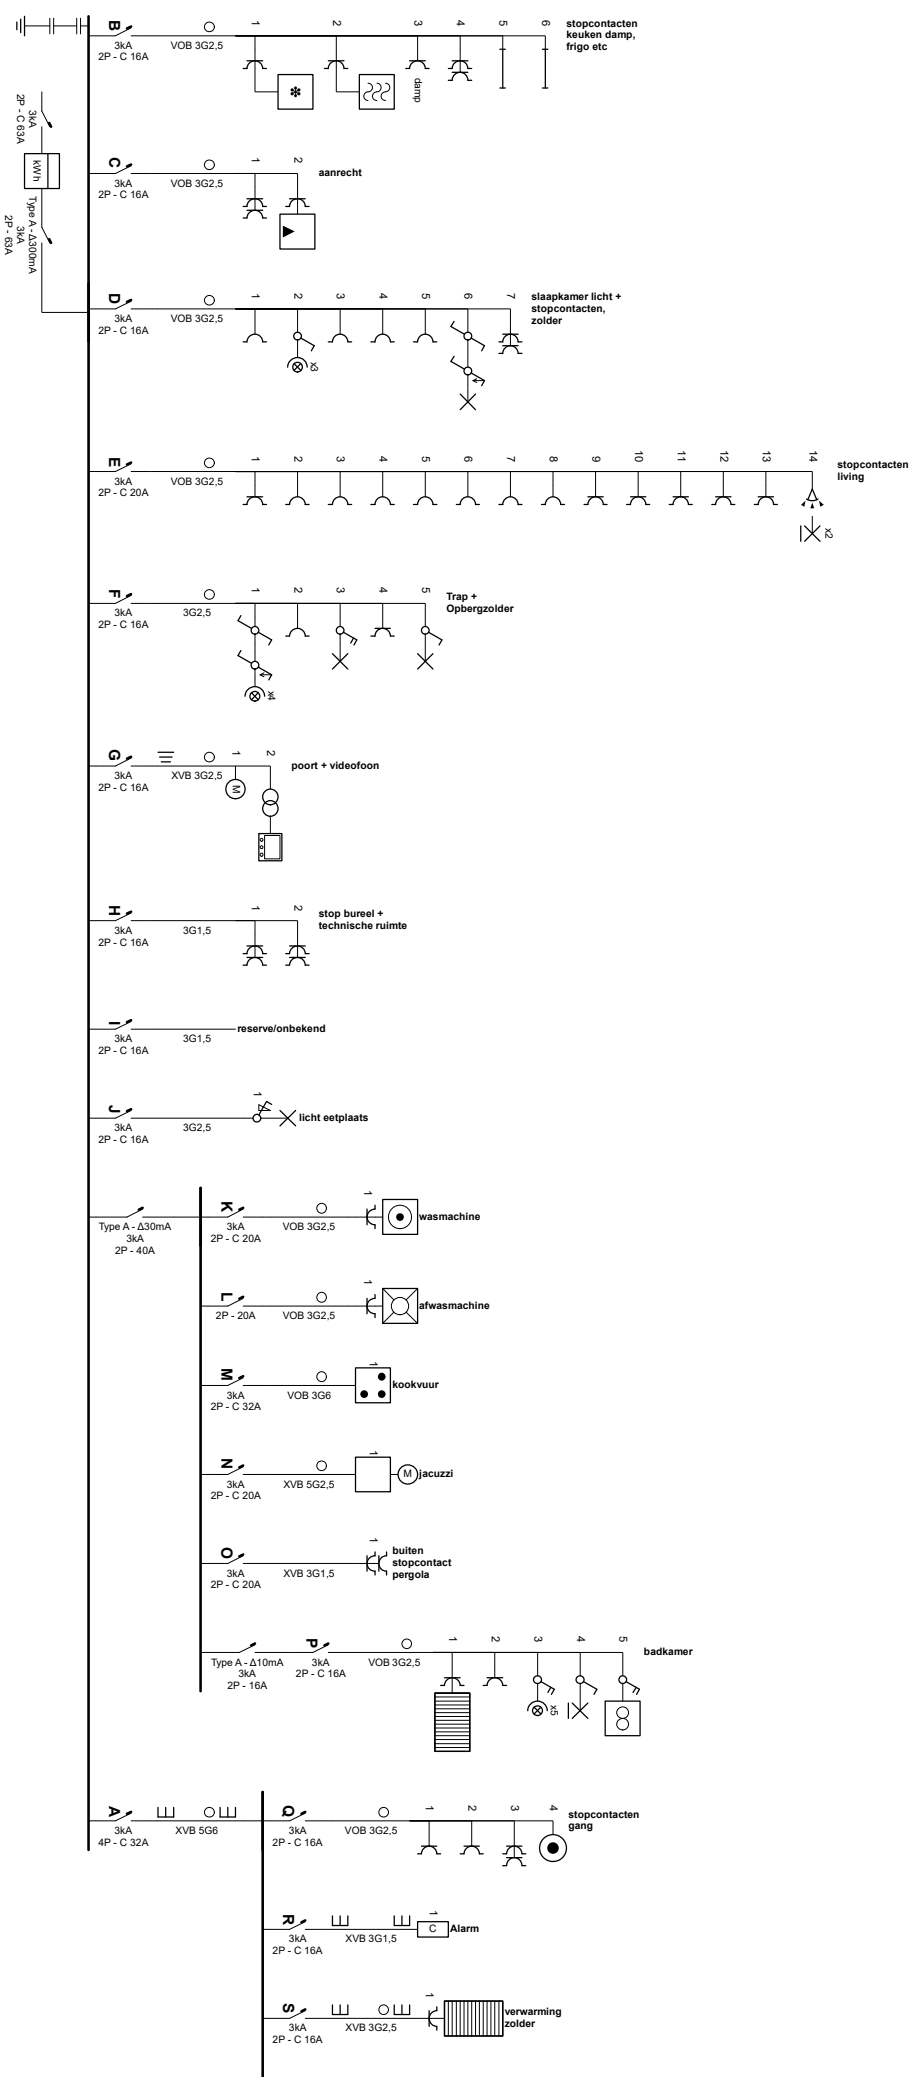 B
3kA
2P - C 16A
VOB 3G2,5
1
2
3
4
5
6
damp
stopcontacten
keuken damp,
frigo etc
3kA
2P - C 63A
kWh
Type A - Δ300mA
3kA
2P - 63A
C
3kA
2P - C 16A
VOB 3G2,5
1
2
aanrecht
D
3kA
2P - C 16A
VOB 3G2,5
1
2
3
4
5
6
7
x3
slaapkamer licht +
stopcontacten,
zolder
E
3kA
2P - C 20A
VOB 3G2,5
1
2
3
4
5
6
7
8
9
10
11
12
13
14
x2
stopcontacten
living
F
3kA
2P - C 16A
3G2,5
1
2
3
4
5
x4
Trap +
Opbergzolder
G
3kA
2P - C 16A
XVB 3G2,5
1
2
M
poort + videofoon
H
3kA
2P - C 16A
3G1,5
1
2
stop bureel +
technische ruimte
I
3kA
2P - C 16A
3G1,5
reserve/onbekend
J
3kA
2P - C 16A
3G2,5
1
licht eetplaats
Type A - Δ30mA
3kA
2P - 40A
K
3kA
2P - C 20A
VOB 3G2,5
1
wasmachine
L
2P - 20A
VOB 3G2,5
1
afwasmachine
M
3kA
2P - C 32A
VOB 3G6
1
kookvuur
N
3kA
2P - C 20A
XVB 5G2,5
1
M
jacuzzi
O
3kA
2P - C 20A
XVB 3G1,5
1
buiten
stopcontact
pergola
Type A - Δ10mA
3kA
2P - 16A
P
3kA
2P - C 16A
VOB 3G2,5
1
2
3
4
5
x5
badkamer
A
3kA
4P - C 32A
XVB 5G6
Q
3kA
2P - C 16A
VOB 3G2,5
1
2
3
4
stopcontacten
gang
R
3kA
2P - C 16A
XVB 3G1,5
1
C
Alarm
S
3kA
2P - C 16A
XVB 3G2,5
1
verwarming
zolder